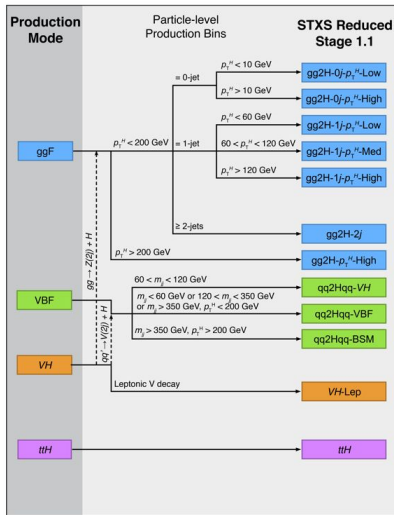 Production
Mode
Particle-level
Production Bins
STXS Reduced
Stage 1.1
ggF
p_T^H < 200 GeV
= 0-jet
p_T^H < 10 GeV
gg2H-0j-p_T^H-Low
p_T^H > 10 GeV
gg2H-0j-p_T^H-High
= 1-jet
p_T^H < 60 GeV
gg2H-1j-p_T^H-Low
60 < p_T^H < 120 GeV
gg2H-1j-p_T^H-Med
p_T^H > 120 GeV
gg2H-1j-p_T^H-High
≥ 2-jets
gg2H-2j
p_T^H > 200 GeV
gg2H-p_T^H-High
gg → Z(2j) + H
VBF
60 < m_jj < 120 GeV
qq2Hqq-VH
m_jj < 60 GeV or 120 < m_jj < 350 GeV
or m_jj > 350 GeV, p_T^H < 200 GeV
qq2Hqq-VBF
m_jj > 350 GeV, p_T^H > 200 GeV
qq2Hqq-BSM
qq' → V(2j) + H
VH
Leptonic V decay
VH-Lep
ttH
ttH